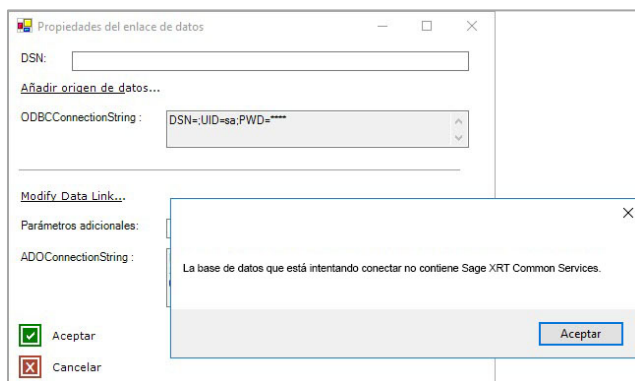 Propiedades del enlace de datos
DSN:
Añadir origen de datos...
ODBCConnectionString :
DSN=;UID=sa;PWD=****
Modify Data Link...
Parámetros adicionales:
ADOConnectionString :
La base de datos que está intentando conectar no contiene Sage XRT Common Services.
Aceptar
Aceptar
Cancelar